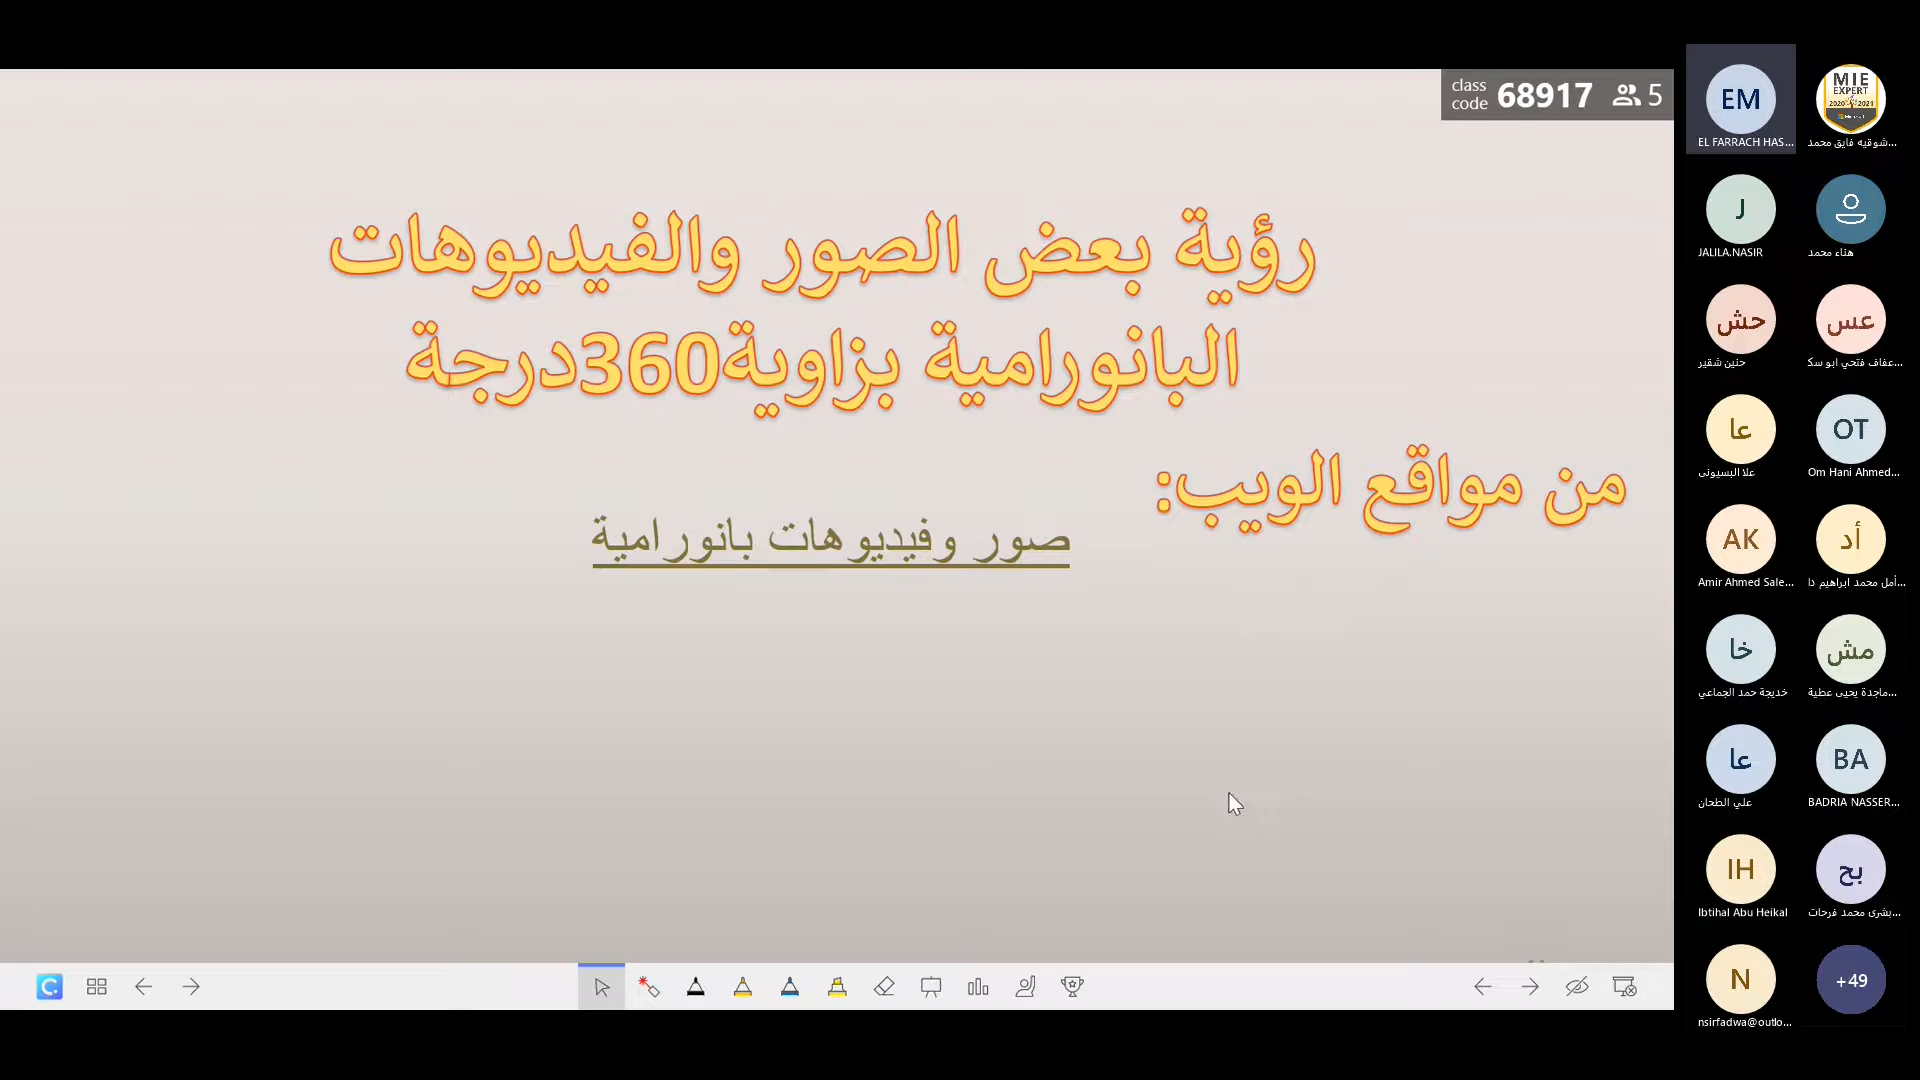 class code 68917 5
رؤية بعض الصور والفيديوهات
البانورامية بزاوية360درجة
من مواقع الويب:
صور وفيديوهات بانورامية
EM
EL FARRACH HAS...
MIE
EXPERT
2020 2021
شوقيه فايق محمد...
J
JALILA.NASIR
هناء محمد
حش
حنين شقير
عس
عفاف فتحي ابو سك...
عا
علا البسيونى
OT
Om Hani Ahmed...
AK
Amir Ahmed Sale...
أد
أمل محمد ابراهيم دا...
خا
خديجة حمد الجماعي
مش
ماجدة يحيى عطية...
عا
علي الطحان
BA
BADRIA NASSER...
IH
Ibtihal Abu Heikal
بح
بشرى محمد فرحات...
N
nsirfadwa@outlo...
+49